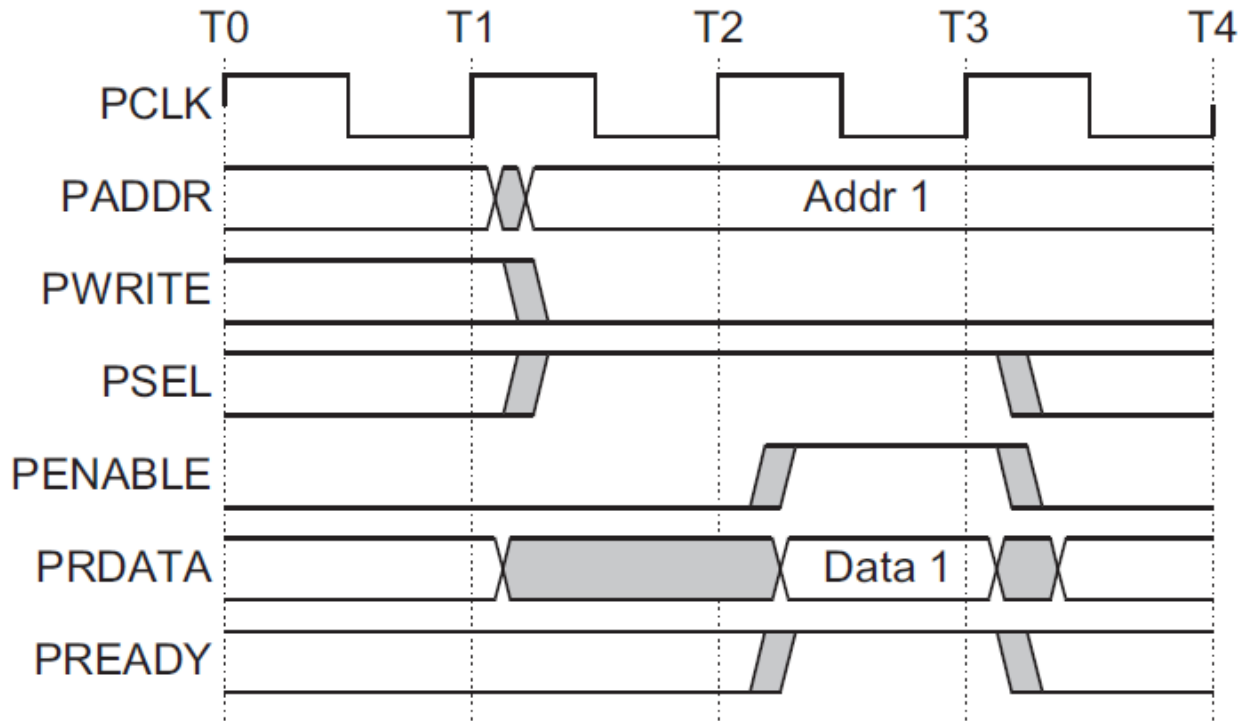 T0 T1 T2 T3 T4
PCLK
PADDR Addr 1
PWRITE
PSEL
PENABLE
PRDATA Data 1
PREADY